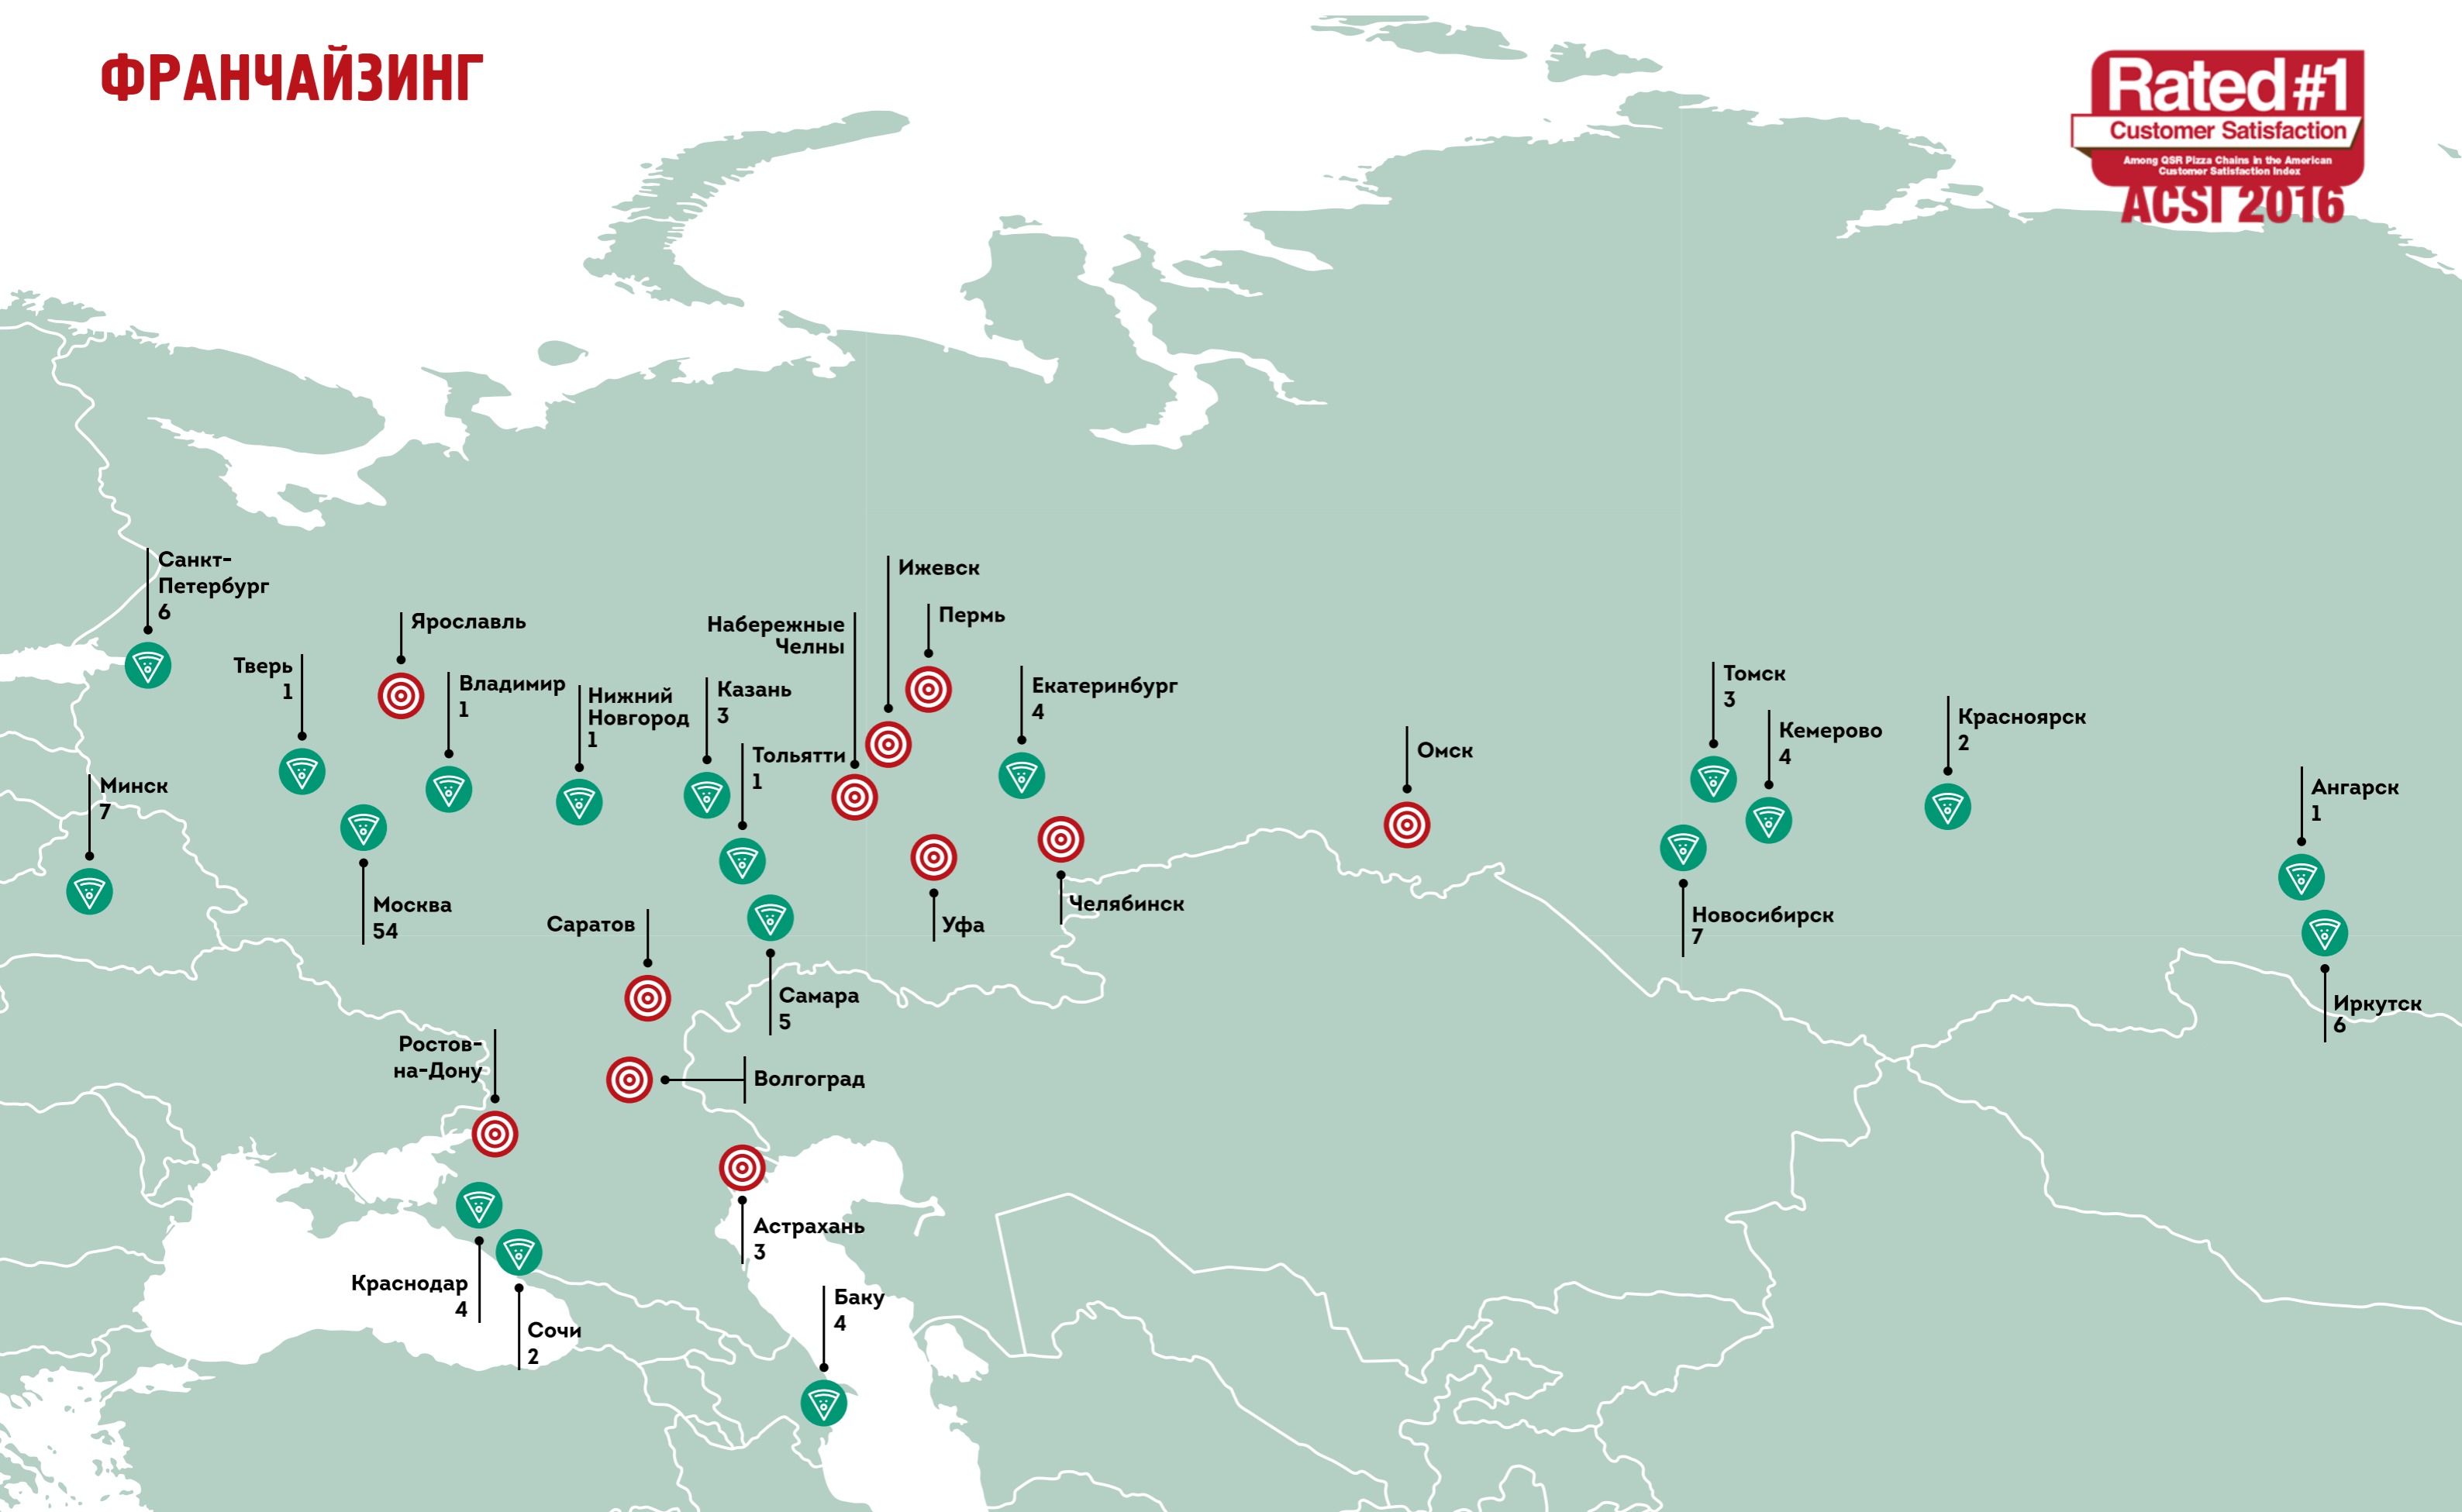 ФРАНЧАЙЗИНГ
Rated #1
Customer Satisfaction
Among QSR Pizza Chains in the American
Customer Satisfaction Index
ACSI 2016
Санкт-
Петербург
6
Тверь
1
Ярославль
Владимир
1
Нижний
Новгород
1
Казань
3
Тольятти
1
Набережные
Челны
Ижевск
Пермь
Екатеринбург
4
Омск
Томск
3
Кемерово
4
Красноярск
2
Ангарск
1
Минск
7
Москва
54
Саратов
Самара
5
Уфа
Челябинск
Новосибирск
7
Иркутск
6
Ростов-
на-Дону
Волгоград
Астрахань
3
Краснодар
4
Сочи
2
Баку
4